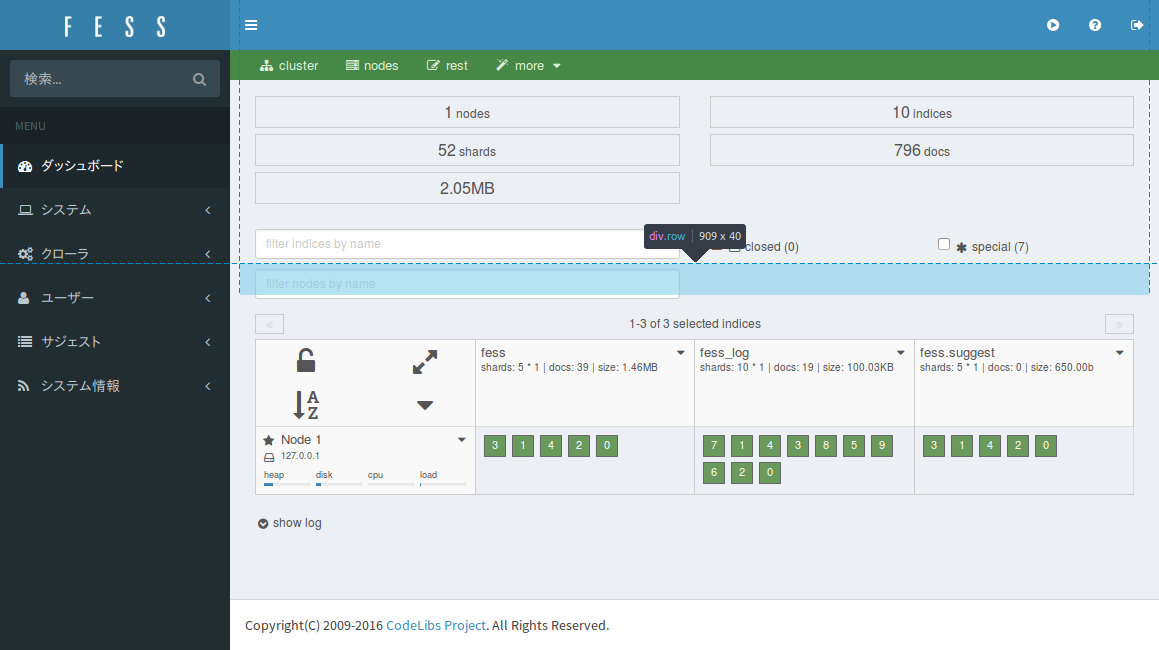 FESS
検索...
MENU
ダッシュボード
システム
クローラ
ユーザー
サジェスト
システム情報
cluster nodes rest more
1 nodes
10 indices
52 shards
796 docs
2.05MB
filter indices by name
closed (0)
special (7)
div.row 909 x 40
filter nodes by name
«
1-3 of 3 selected indices
»
A
Z
fess
shards: 5 * 1 | docs: 39 | size: 1.46MB
fess_log
shards: 10 * 1 | docs: 19 | size: 100.03KB
fess.suggest
shards: 5 * 1 | docs: 0 | size: 650.00b
Node 1
127.0.0.1
heap disk cpu load
3 1 4 2 0
7 1 4 3 8 5 9
6 2 0
3 1 4 2 0
show log
Copyright(C) 2009-2016 CodeLibs Project. All Rights Reserved.